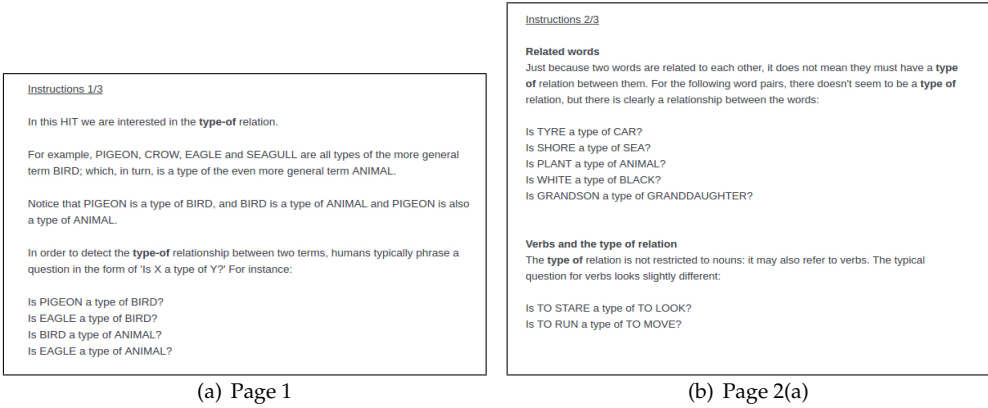 Instructions 1/3
In this HIT we are interested in the type-of relation.
For example, PIGEON, CROW, EAGLE and SEAGULL are all types of the more general
term BIRD; which, in turn, is a type of the even more general term ANIMAL.
Notice that PIGEON is a type of BIRD, and BIRD is a type of ANIMAL and PIGEON is also
a type of ANIMAL.
In order to detect the type-of relationship between two terms, humans typically phrase a
question in the form of 'Is X a type of Y?' For instance:
Is PIGEON a type of BIRD?
Is EAGLE a type of BIRD?
Is BIRD a type of ANIMAL?
Is EAGLE a type of ANIMAL?
(a) Page 1
Instructions 2/3
Related words
Just because two words are related to each other, it does not mean they must have a type
of relation between them. For the following word pairs, there doesn't seem to be a type of
relation, but there is clearly a relationship between the words:
Is TYRE a type of CAR?
Is SHORE a type of SEA?
Is PLANT a type of ANIMAL?
Is WHITE a type of BLACK?
Is GRANDSON a type of GRANDDAUGHTER?
Verbs and the type of relation
The type of relation is not restricted to nouns: it may also refer to verbs. The typical
question for verbs looks slightly different:
Is TO STARE a type of TO LOOK?
Is TO RUN a type of TO MOVE?
(b) Page 2(a)